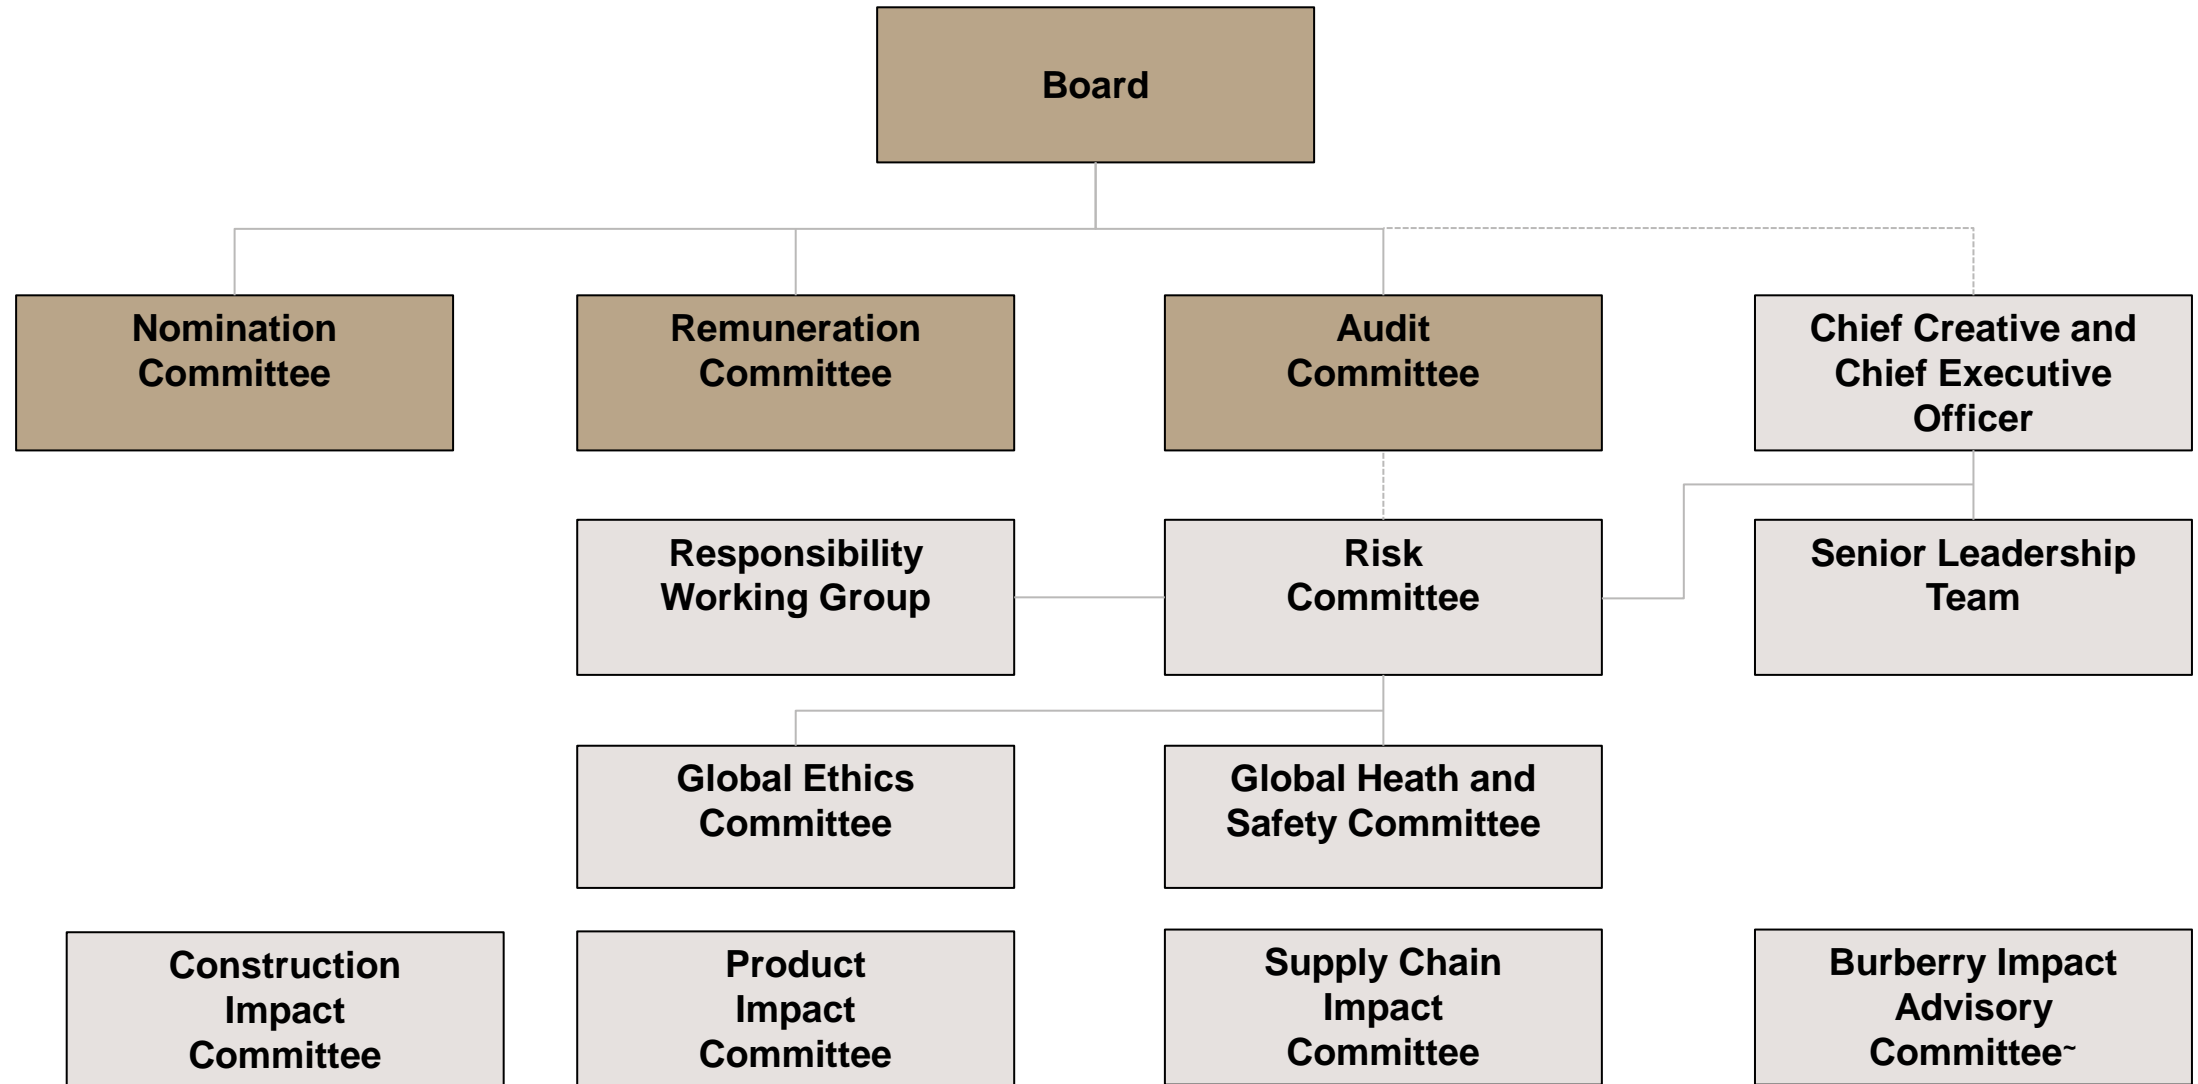 Board
Nomination
Committee
Remuneration
Committee
Audit
Committee
Chief Creative and
Chief Executive
Officer
Responsibility
Working Group
Risk
Committee
Senior Leadership
Team
Global Ethics
Committee
Global Heath and
Safety Committee
Construction
Impact
Committee
Product
Impact
Committee
Supply Chain
Impact
Committee
Burberry Impact
Advisory
Committee~